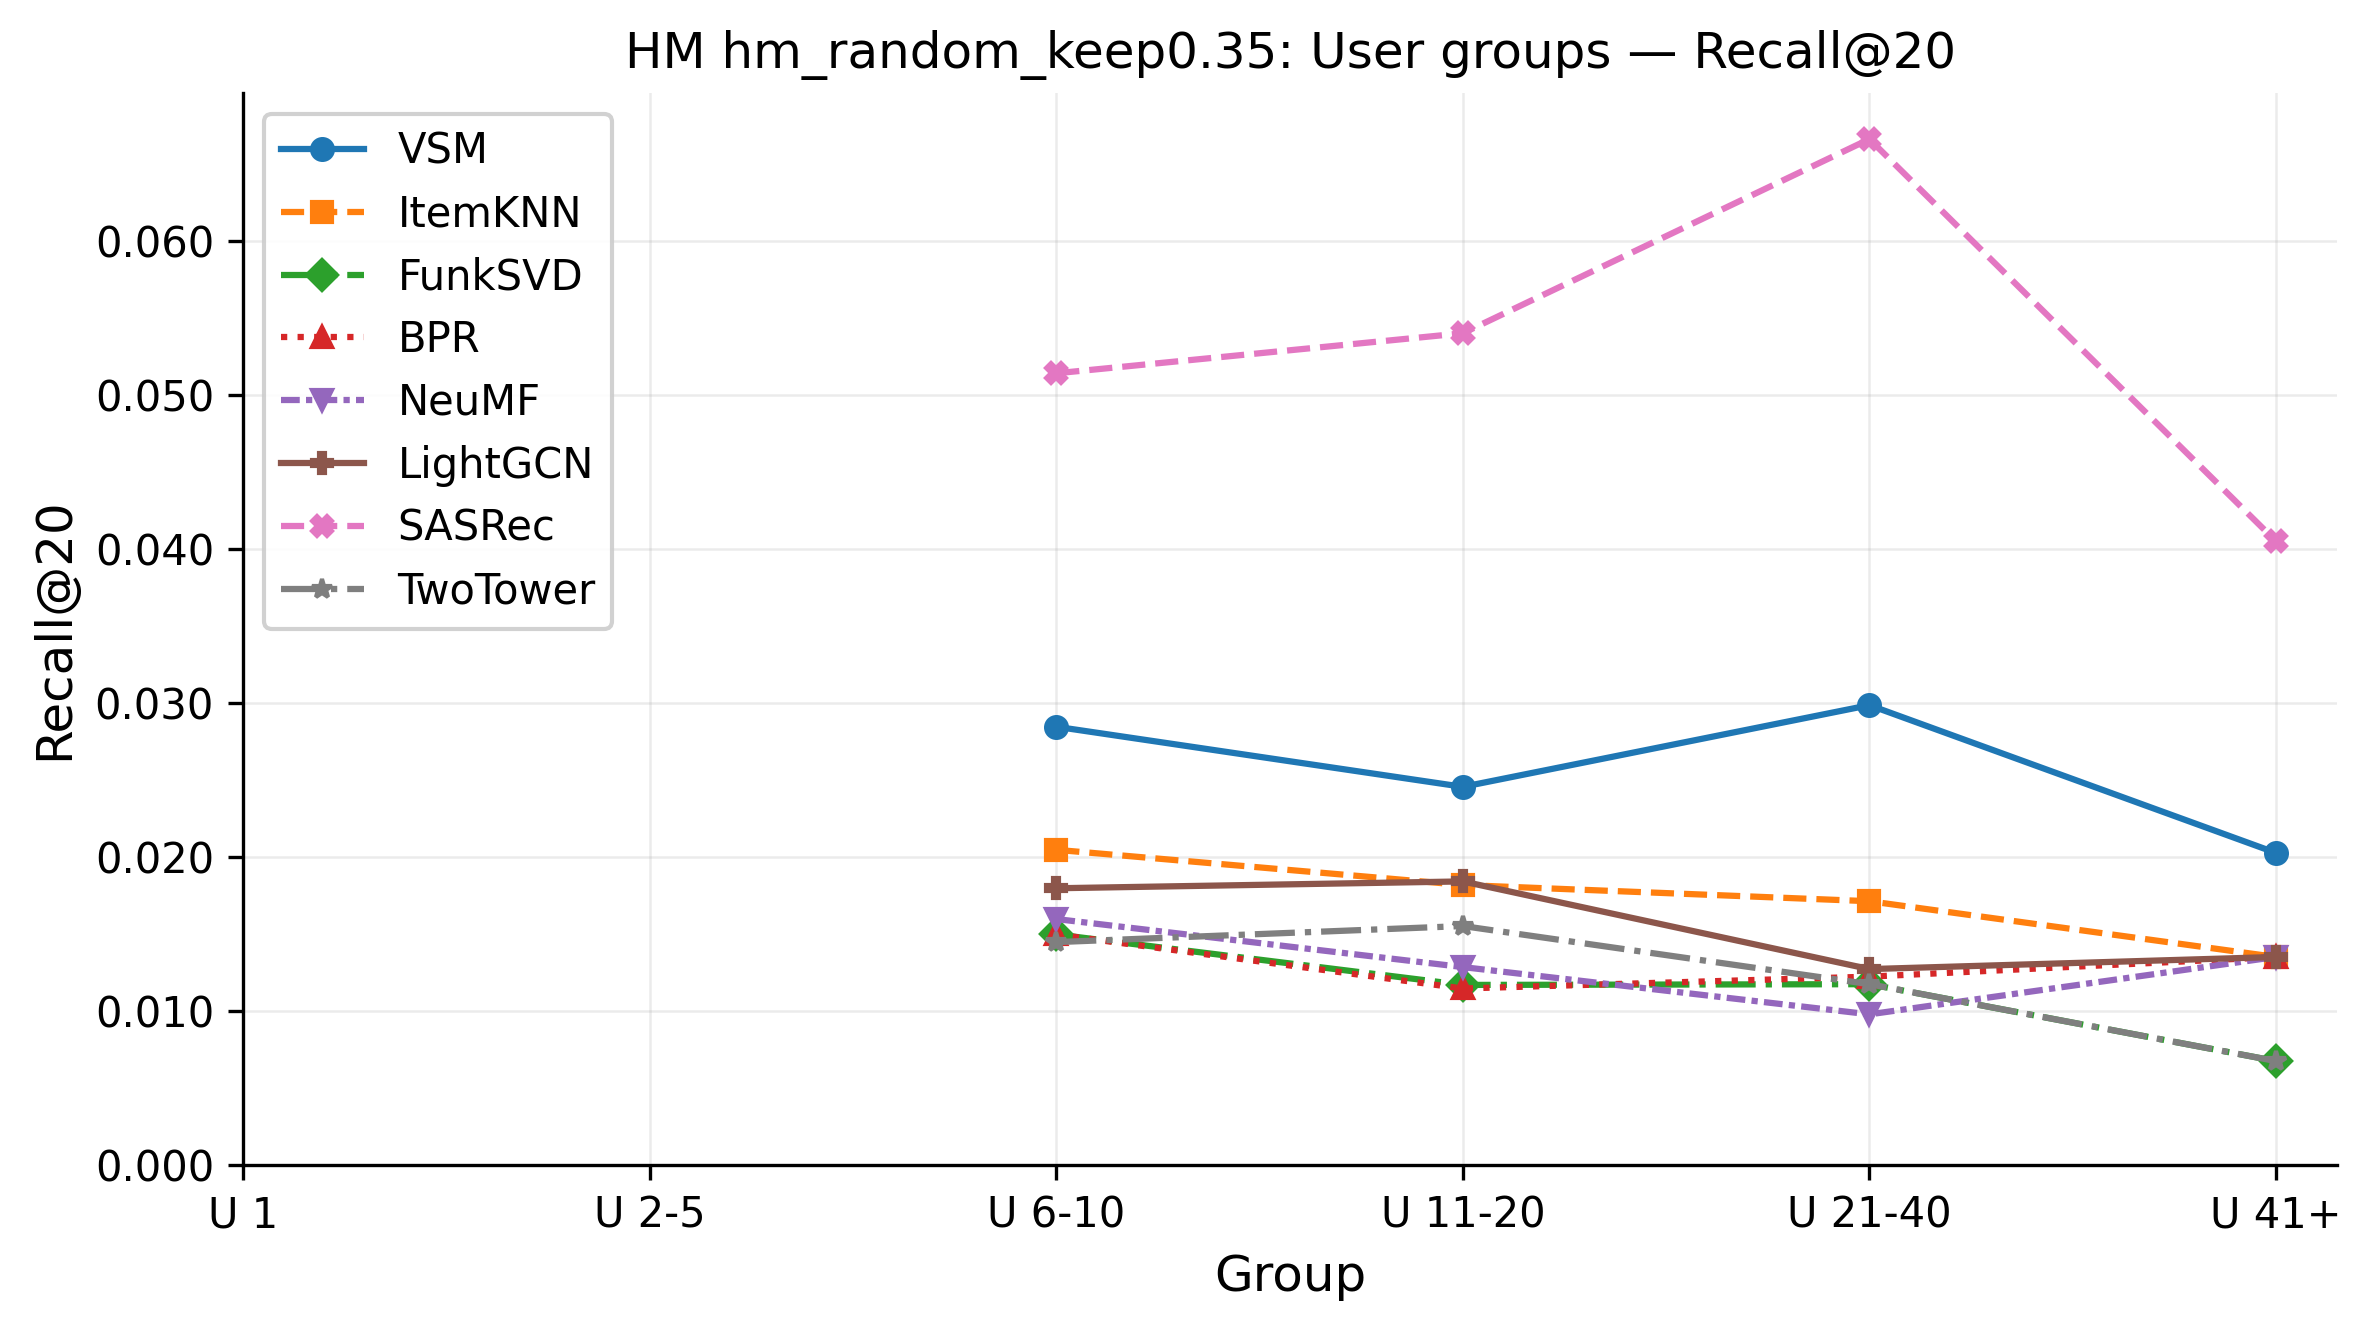 HM hm_random_keep0.35: User groups — Recall@20
VSM
ItemKNN
FunkSVD
BPR
NeuMF
LightGCN
SASRec
TwoTower
Recall@20
0.060
0.050
0.040
0.030
0.020
0.010
0.000
U 1
U 2-5
U 6-10
U 11-20
U 21-40
U 41+
Group